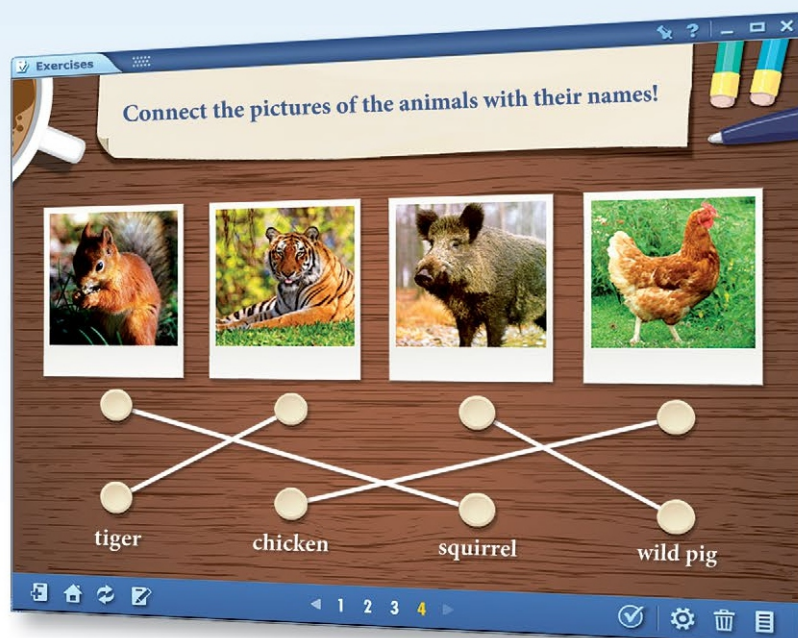 Exercises
Connect the pictures of the animals with their names!
tiger chicken squirrel wild pig
1 2 3 4